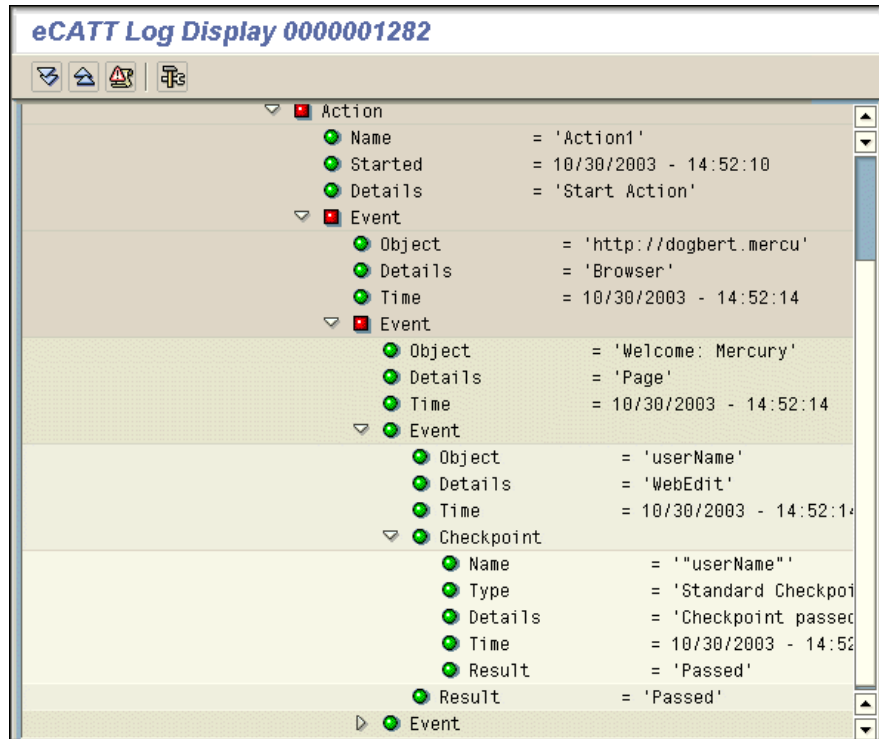 eCATT Log Display 0000001282
Action
Name = 'Action1'
Started = 10/30/2003 - 14:52:10
Details = 'Start Action'
Event
Object = 'http://dogbert.mercu'
Details = 'Browser'
Time = 10/30/2003 - 14:52:14
Event
Object = 'Welcome: Mercury'
Details = 'Page'
Time = 10/30/2003 - 14:52:14
Event
Object = 'userName'
Details = 'WebEdit'
Time = 10/30/2003 - 14:52:14
Checkpoint
Name = '"userName"'
Type = 'Standard Checkpoi
Details = 'Checkpoint passed
Time = 10/30/2003 - 14:52
Result = 'Passed'
Result = 'Passed'
Event